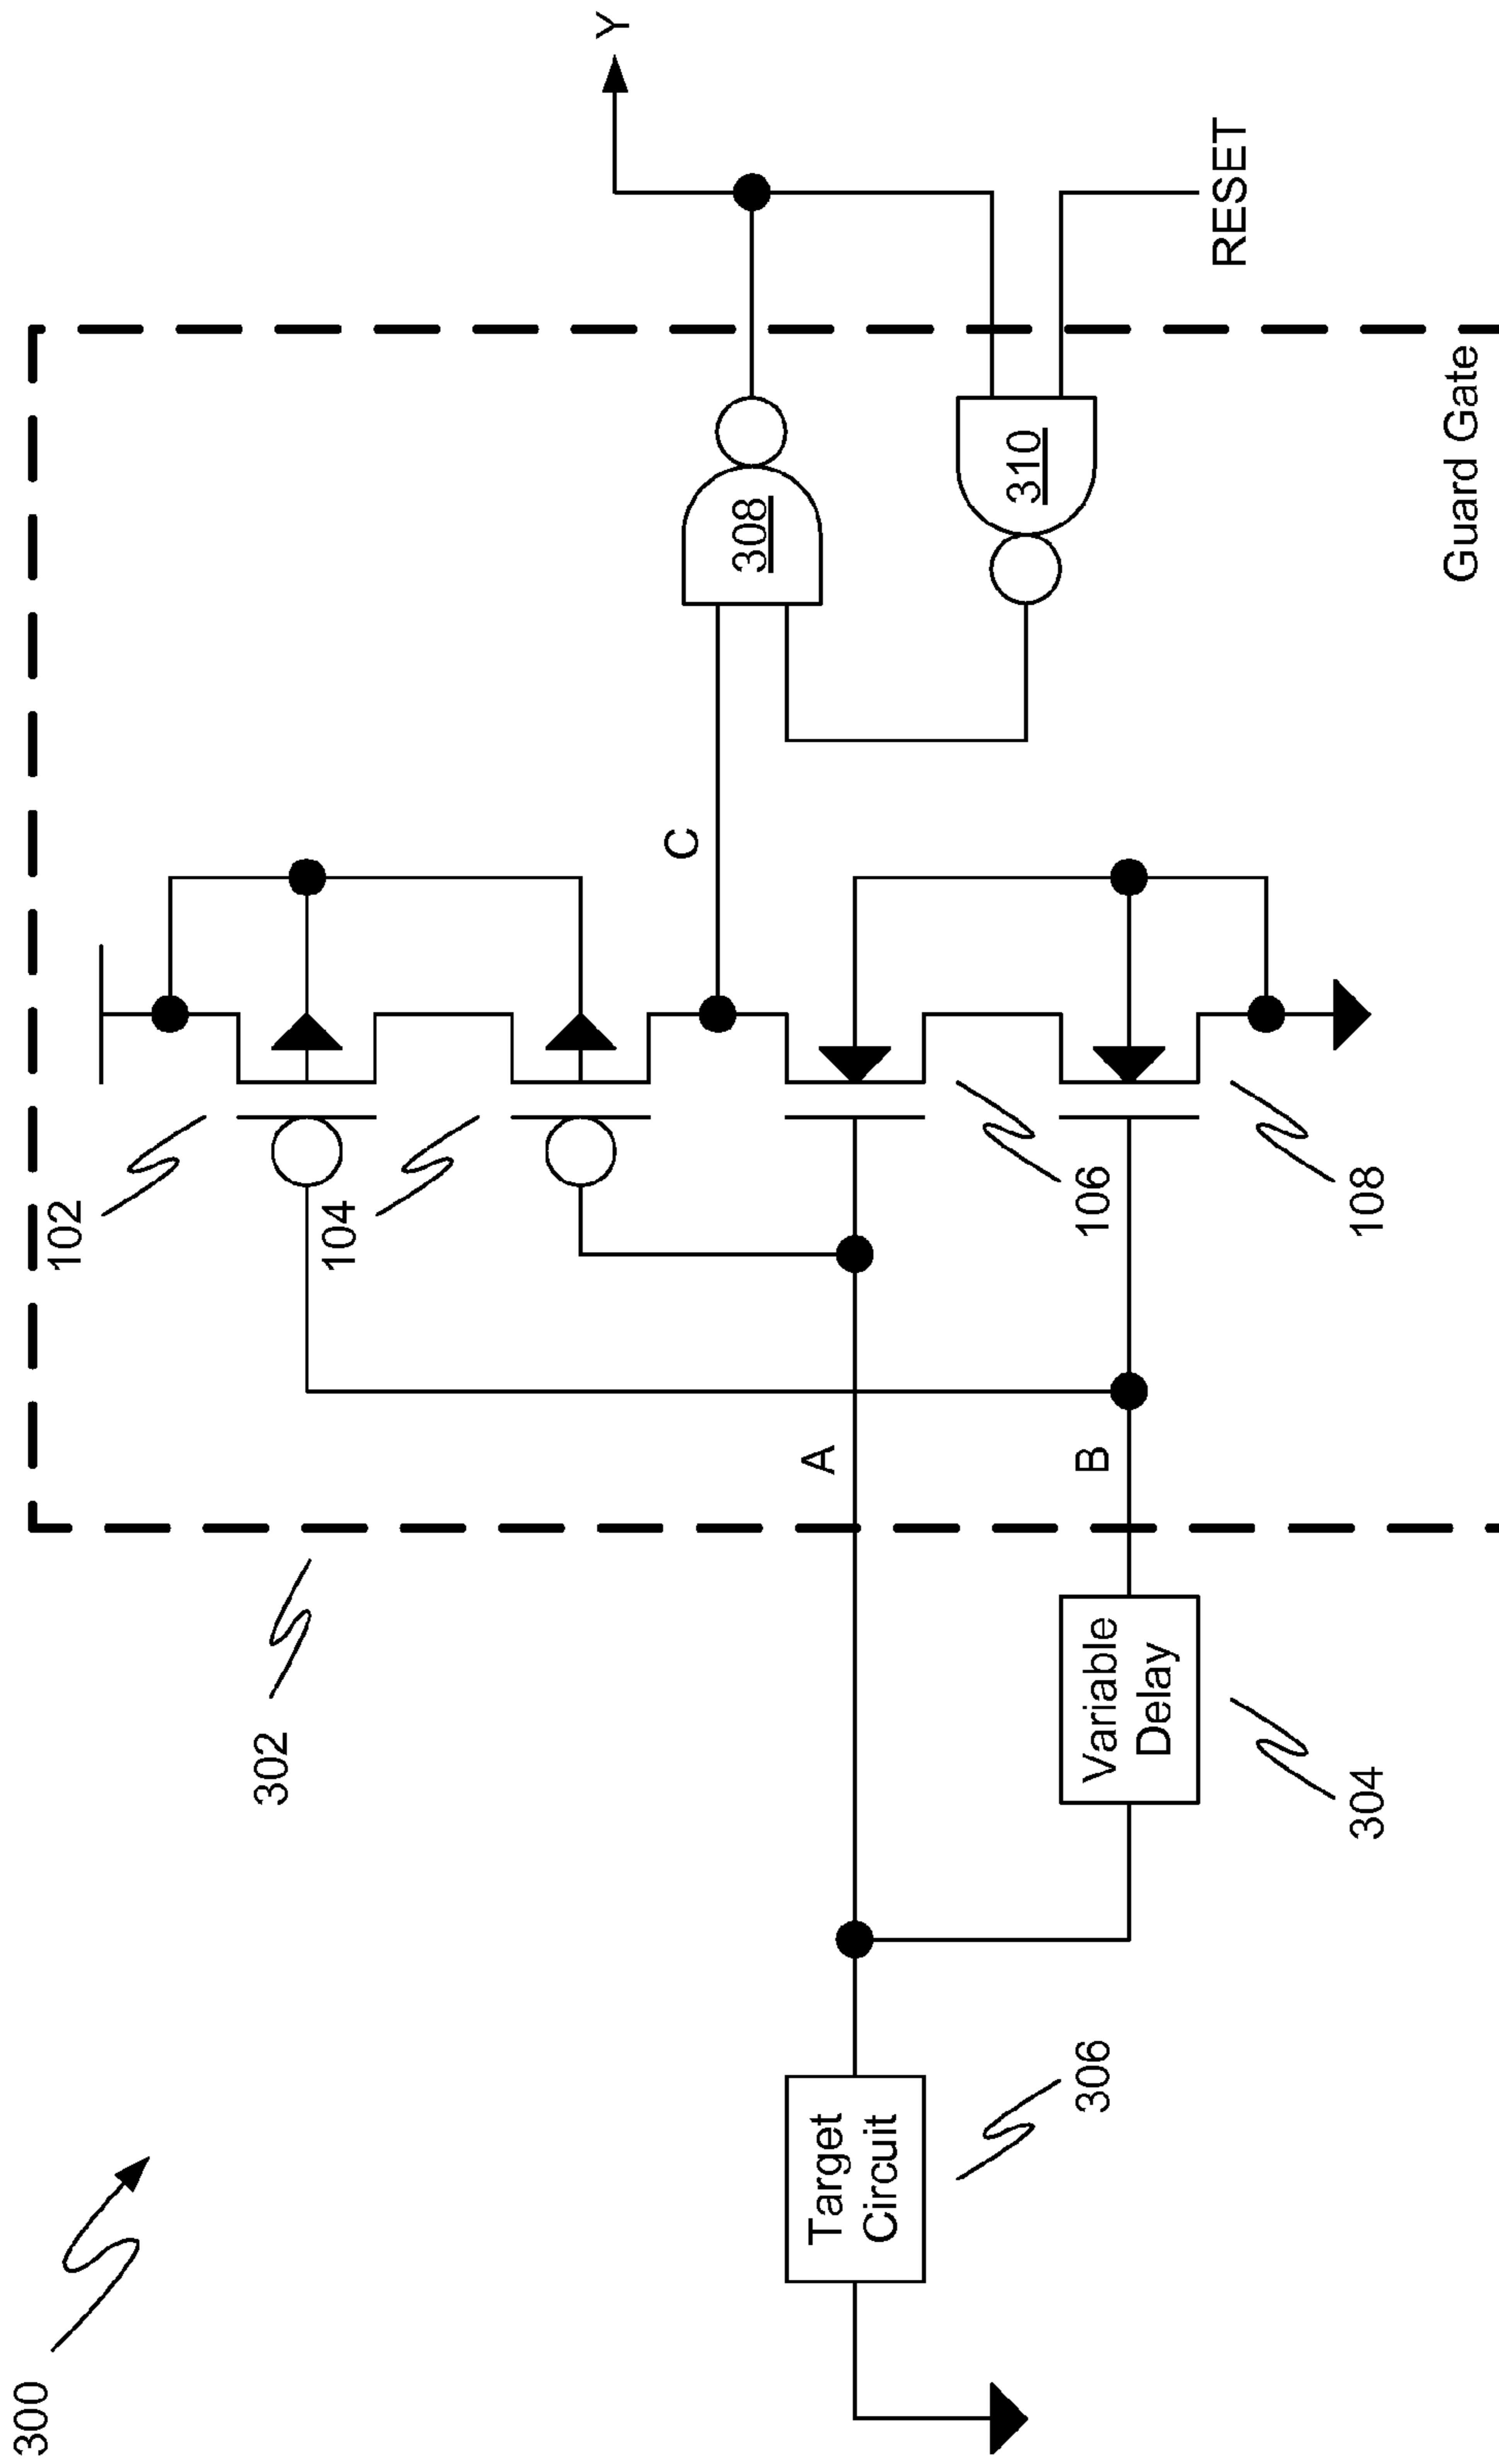 300
302
102
104
A
B
C
106
108
308
310
Y
RESET
Guard Gate
Target
Circuit
306
Variable
Delay
304